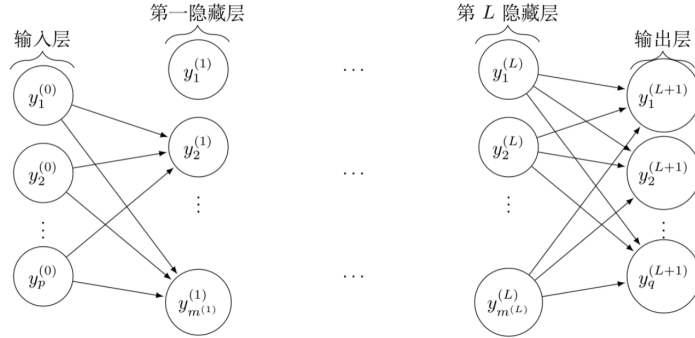 第一隐藏层
第 L 隐藏层
输入层
输出层
y_1^{(0)}
y_1^{(1)}
···
y_1^{(L)}
y_1^{(L+1)}
y_2^{(0)}
y_2^{(1)}
···
y_2^{(L)}
y_2^{(L+1)}
⋮
⋮
⋮
⋮
y_p^{(0)}
y_{m^{(1)}}^{(1)}
···
y_{m^{(L)}}^{(L)}
y_q^{(L+1)}